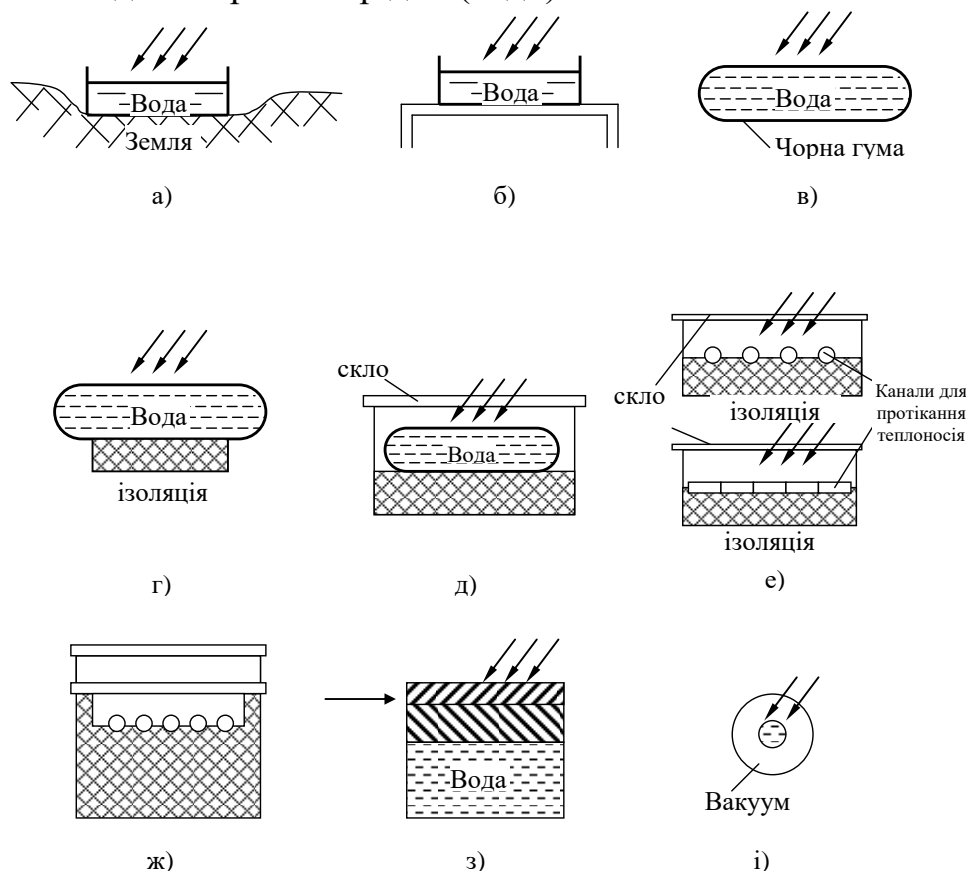 Вода
Земля
а)
Вода
б)
Вода
Чорна гума
в)
Вода
ізоляція
г)
скло
Вода
д)
скло
ізоляція
Канали для
протікання
теплоносія
ізоляція
е)
ж)
Вода
з)
Вакуум
і)